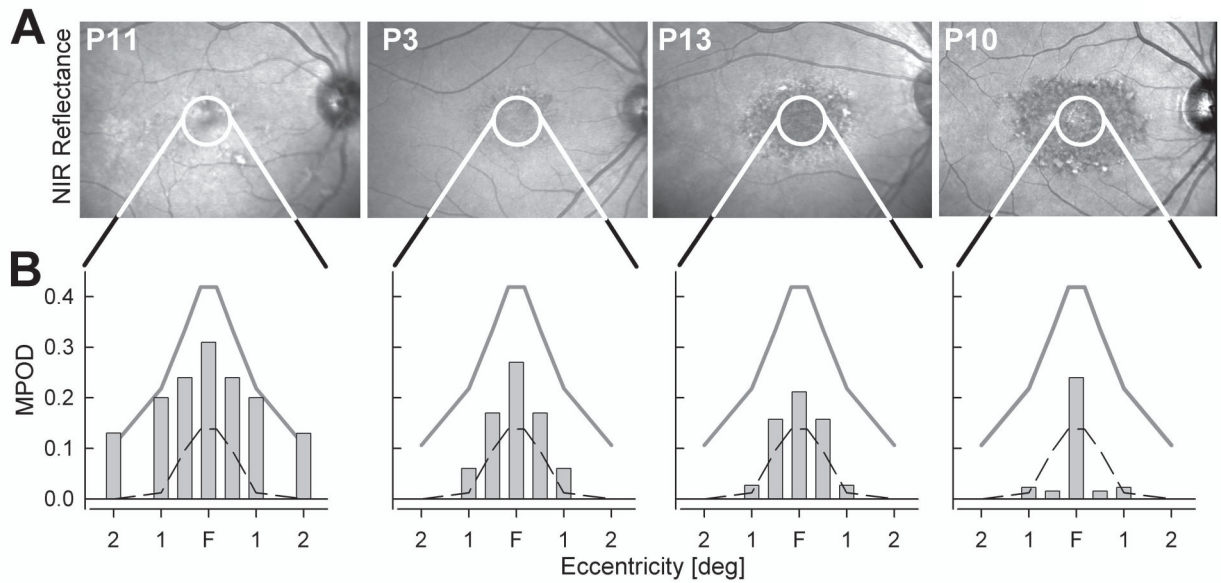 A
NIR Reflectance
P11 P3 P13 P10
B
MPOD
0.4
0.3
0.2
0.1
0.0
2 1 F 1 2 2 1 F 1 2 2 1 F 1 2 2 1 F 1 2
Eccentricity [deg]